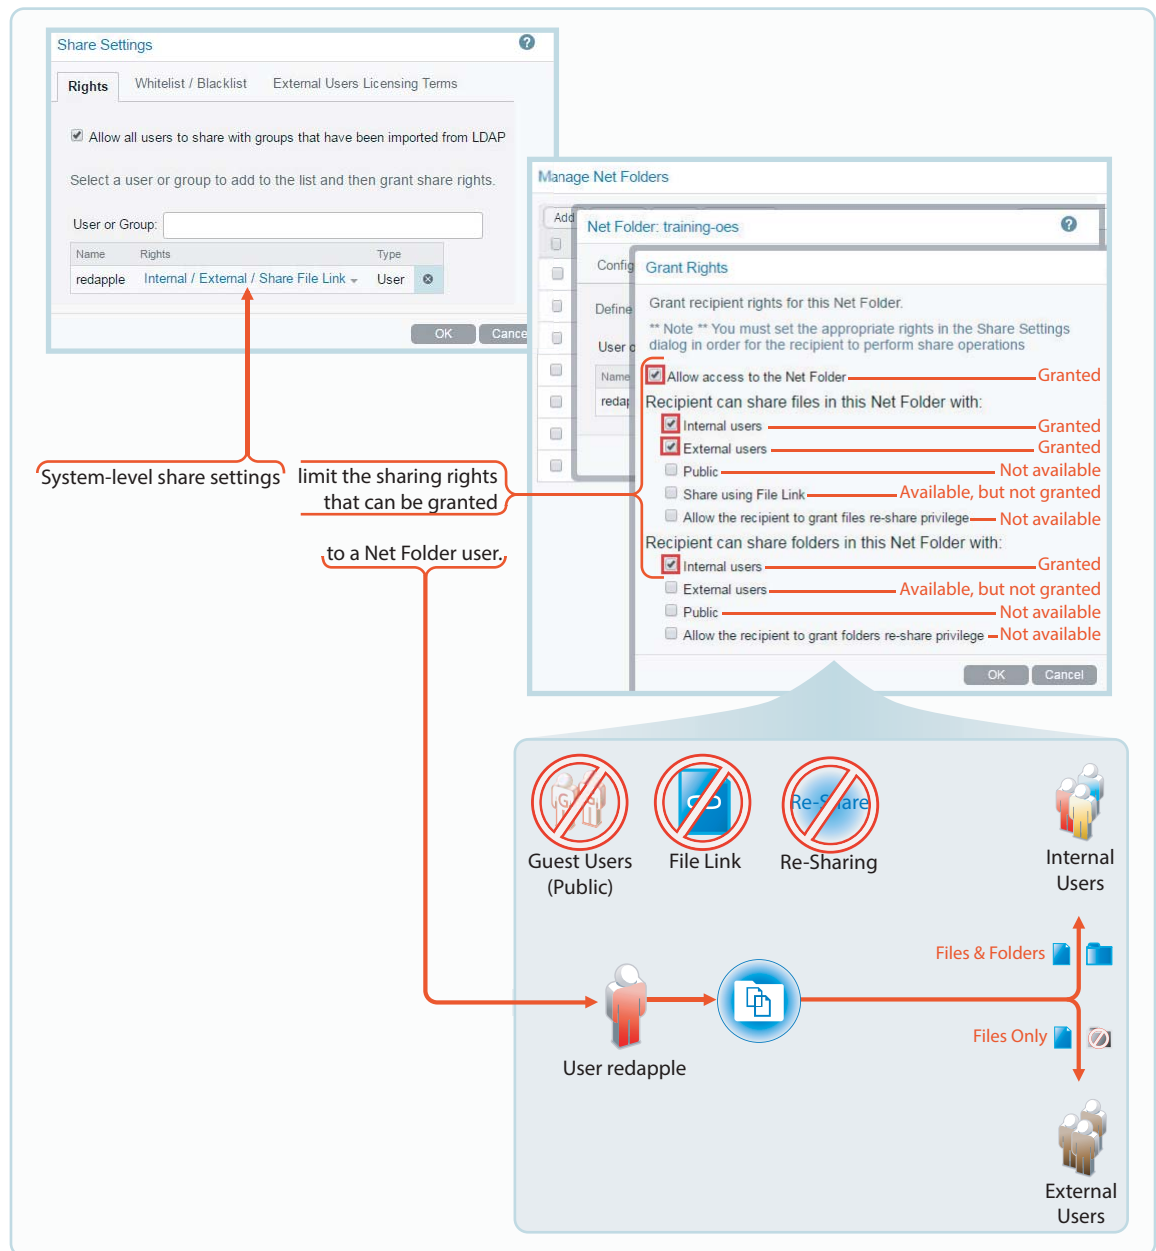 Share Settings
Rights
Whitelist / Blacklist
External Users Licensing Terms
Allow all users to share with groups that have been imported from LDAP
Select a user or group to add to the list and then grant share rights.
User or Group:
Name
Rights
Type
redapple
Internal / External / Share File Link
User
OK
Cance
Manage Net Folders
Add
Net Folder: training-oes
Config
Define
User o
Name
redap
Grant Rights
Grant recipient rights for this Net Folder.
** Note ** You must set the appropriate rights in the Share Settings
dialog in order for the recipient to perform share operations
Allow access to the Net Folder
Granted
Recipient can share files in this Net Folder with:
Internal users
Granted
External users
Granted
Public
Not available
Share using File Link
Available, but not granted
Allow the recipient to grant files re-share privilege
Not available
Recipient can share folders in this Net Folder with:
Internal users
Granted
External users
Available, but not granted
Public
Not available
Allow the recipient to grant folders re-share privilege
Not available
OK
Cancel
System-level share settings
limit the sharing rights
that can be granted
to a Net Folder user.
Re-Share
Guest Users
(Public)
File Link
Re-Sharing
Internal
Users
Files & Folders
Files Only
User redapple
External
Users